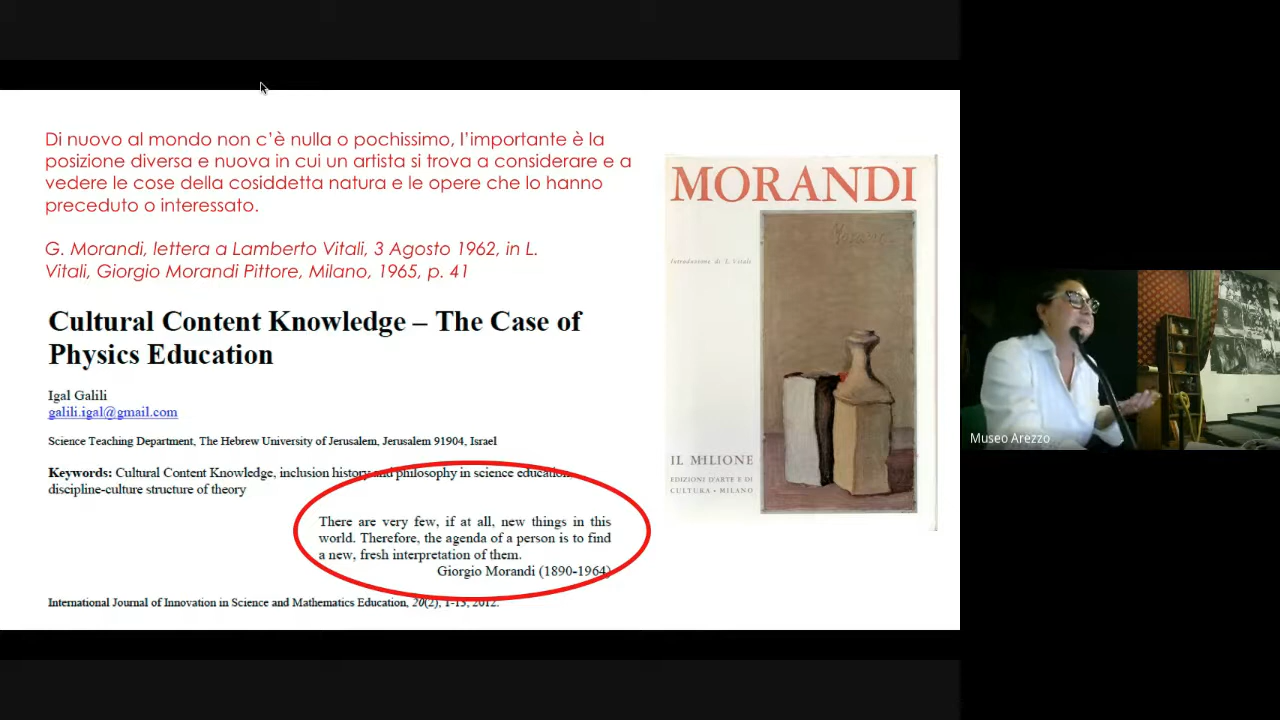 Di nuovo al mondo non c'è nulla o pochissimo, l'importante è la
posizione diversa e nuova in cui un artista si trova a considerare e a
vedere le cose della cosiddetta natura e le opere che lo hanno
preceduto o interessato.
G. Morandi, lettera a Lamberto Vitali, 3 Agosto 1962, in L.
Vitali, Giorgio Morandi Pittore, Milano, 1965, p. 41
Cultural Content Knowledge – The Case of
Physics Education
Igal Galili
galili.igal@gmail.com
Science Teaching Department, The Hebrew University of Jerusalem, Jerusalem 91904, Israel
Keywords: Cultural Content Knowledge, inclusion history and philosophy in science education,
discipline-culture structure of theory
There are very few, if at all, new things in this
world. Therefore, the agenda of a person is to find
a new, fresh interpretation of them.
Giorgio Morandi (1890-1964)
International Journal of Innovation in Science and Mathematics Education, 20(2), 1-15, 2012.
MORANDI
Morandi
Introduzione di L. Vitali
IL MILIONE
EDIZIONI D'ARTE E DI
CULTURA - MILANO
Museo Arezzo